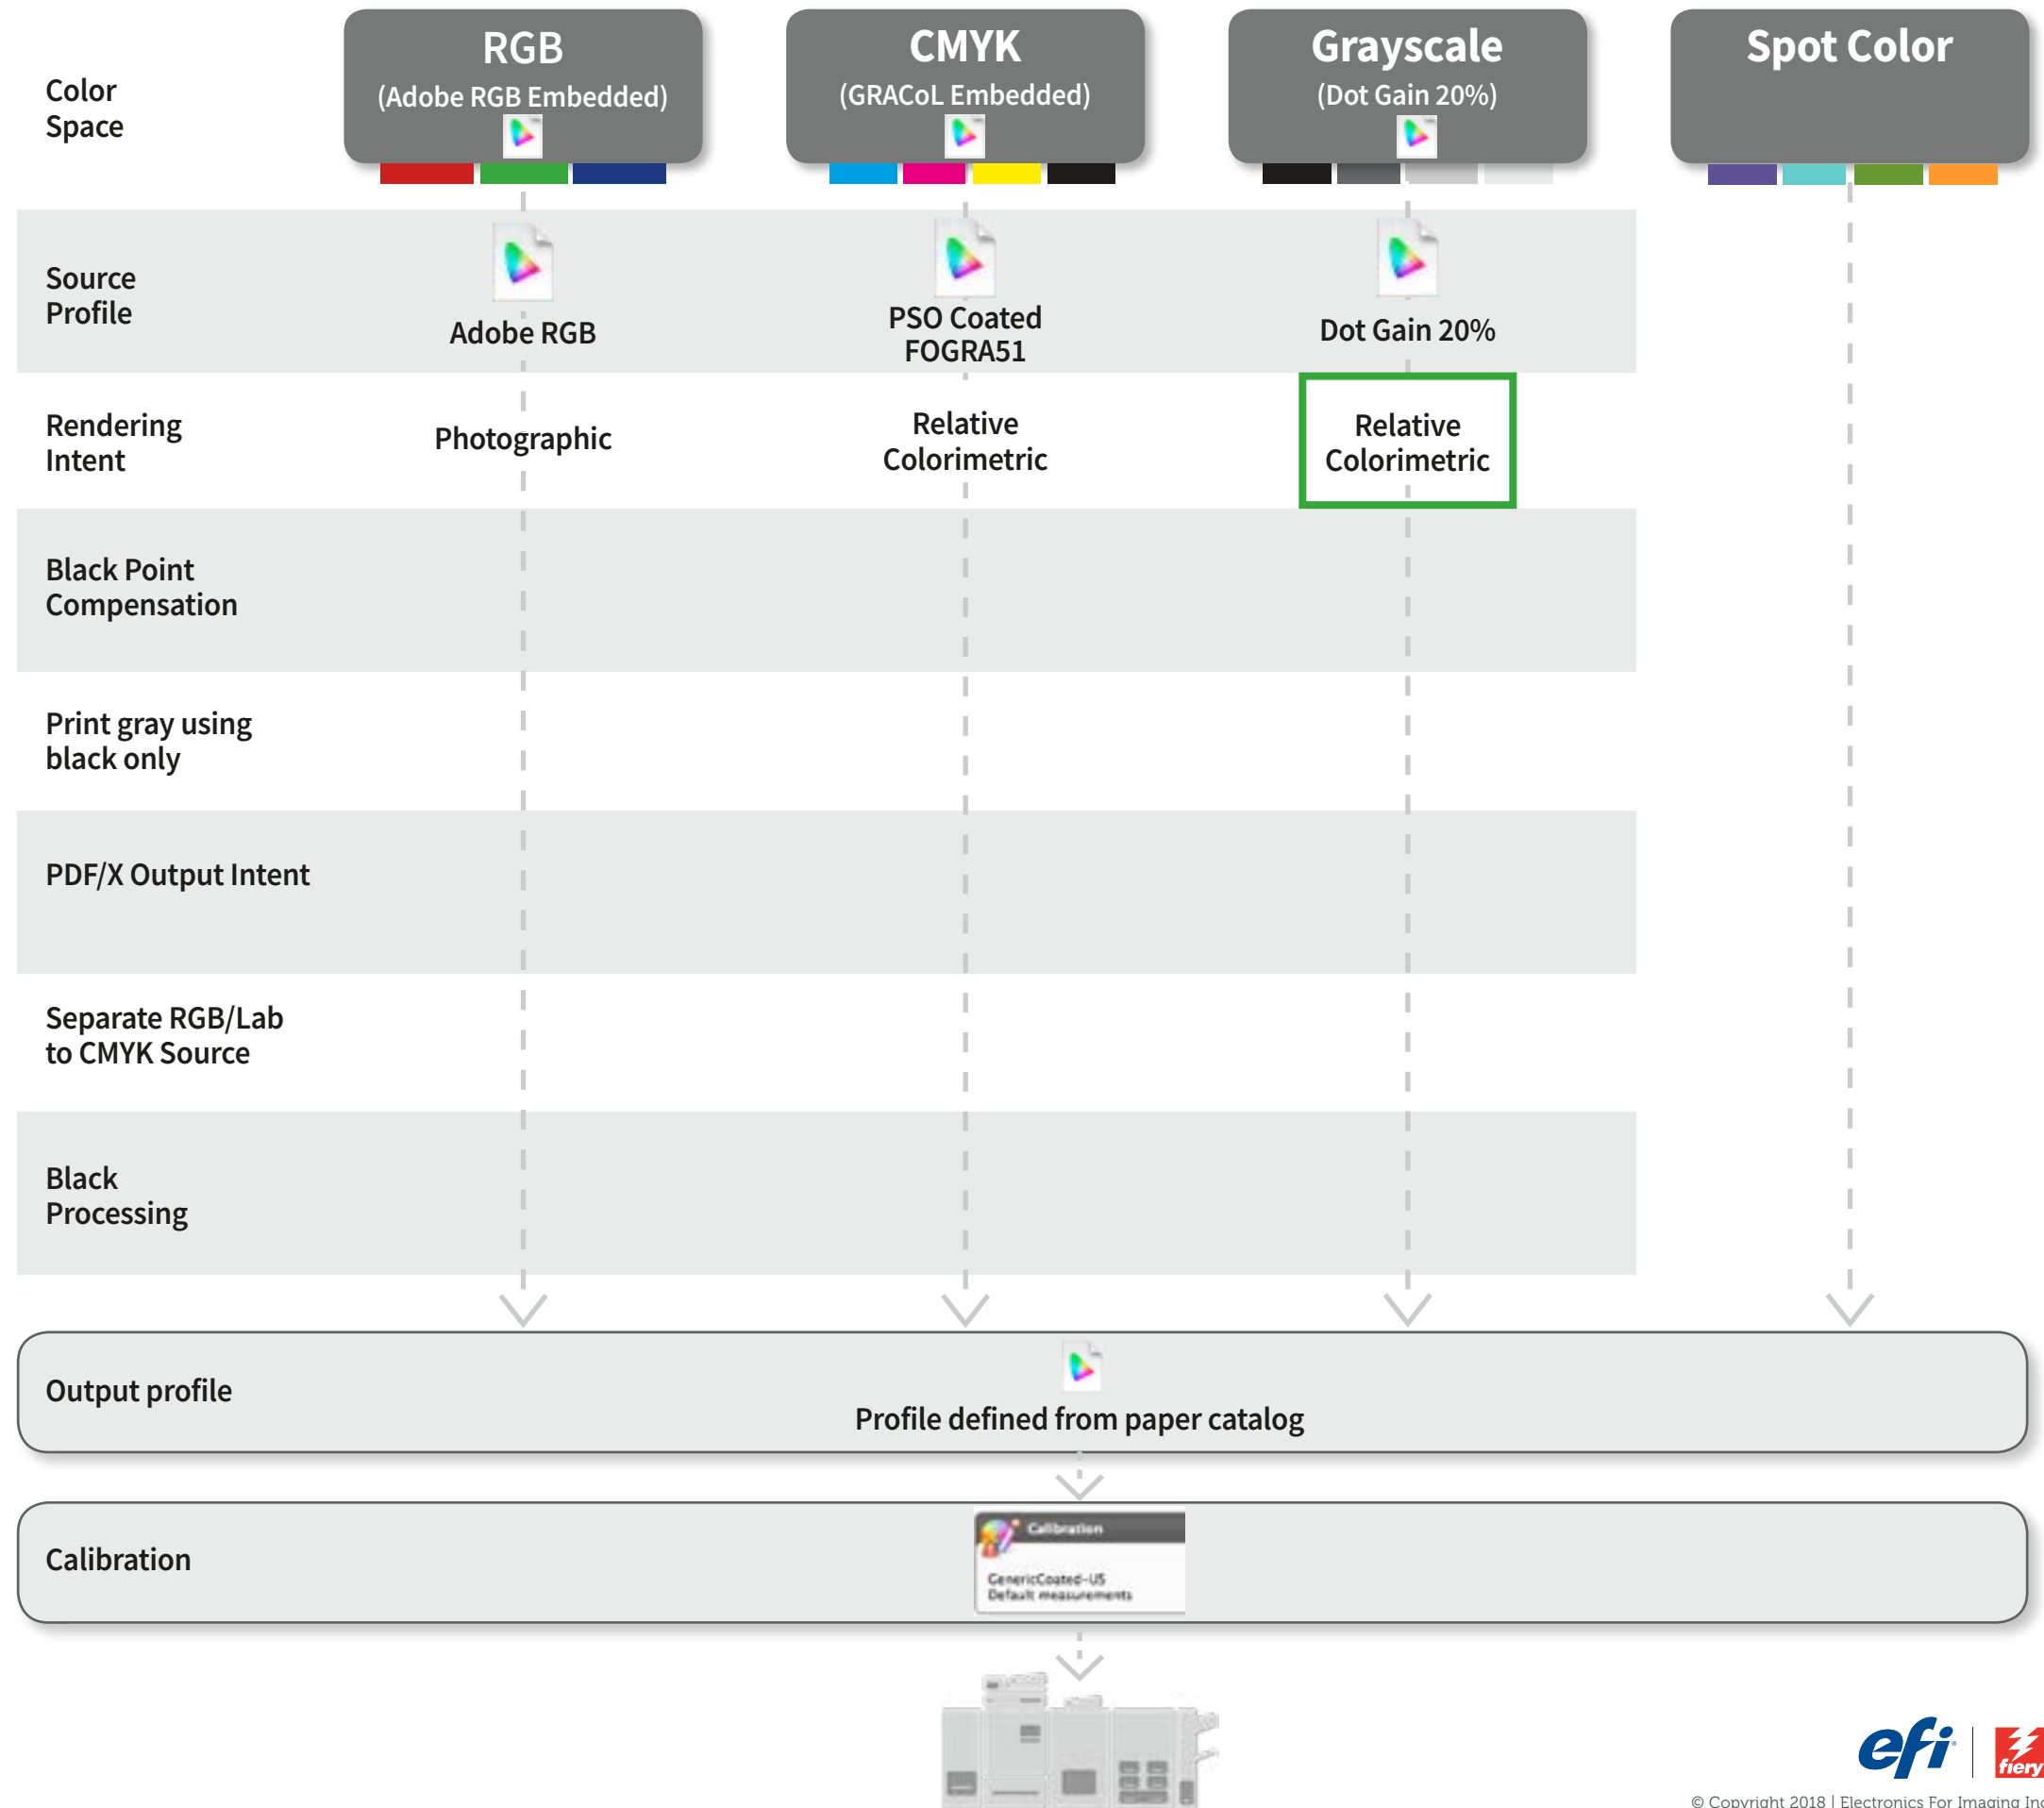 Color
Space
RGB
(Adobe RGB Embedded)
CMYK
(GRACoL Embedded)
Grayscale
(Dot Gain 20%)
Spot Color
Source
Profile
Adobe RGB
PSO Coated
FOGRA51
Dot Gain 20%
Rendering
Intent
Photographic
Relative
Colorimetric
Relative
Colorimetric
Black Point
Compensation
Print gray using
black only
PDF/X Output Intent
Separate RGB/Lab
to CMYK Source
Black
Processing
Output profile
Profile defined from paper catalog
Calibration
Calibration
GenericCoated-US
Default measurements
efi
fiery
© Copyright 2018 | Electronics For Imaging Inc